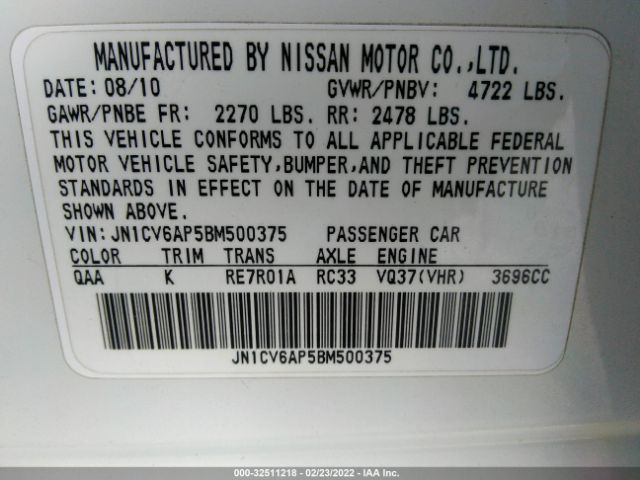 MANUFACTURED BY NISSAN MOTOR CO.,LTD.
DATE: 08/10 GVWR/PNBV: 4722 LBS.
GAWR/PNBE FR: 2270 LBS. RR: 2478 LBS.
THIS VEHICLE CONFORMS TO ALL APPLICABLE FEDERAL
MOTOR VEHICLE SAFETY,BUMPER,AND THEFT PREVENTION
STANDARDS IN EFFECT ON THE DATE OF MANUFACTURE
SHOWN ABOVE.
VIN: JN1CV6AP5BM500375 PASSENGER CAR
COLOR TRIM TRANS AXLE ENGINE
QAA K RE7R01A RC33 VQ37(VHR) 3696CC
JN1CV6AP5BM500375
000-32511218 - 02/23/2022 - IAA Inc.